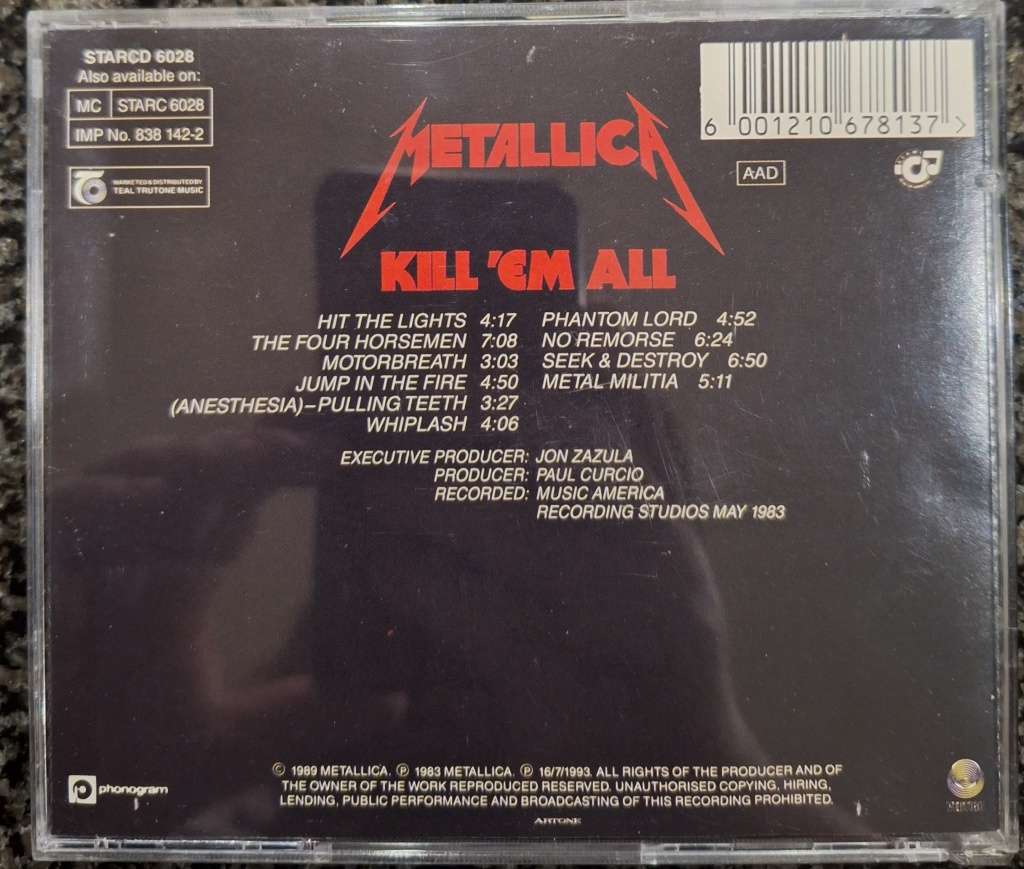 STARCD 6028
Also available on:
MC STARC 6028
IMP No. 838 142-2
MARKETED & DISTRIBUTED BY
TEAL TRUTONE MUSIC
6 001210 678137 >
AAD
METALLICA
KILL 'EM ALL
HIT THE LIGHTS 4:17
THE FOUR HORSEMEN 7:08
MOTORBREATH 3:03
JUMP IN THE FIRE 4:50
(ANESTHESIA)–PULLING TEETH 3:27
WHIPLASH 4:06
PHANTOM LORD 4:52
NO REMORSE 6:24
SEEK & DESTROY 6:50
METAL MILITIA 5:11
EXECUTIVE PRODUCER: JON ZAZULA
PRODUCER: PAUL CURCIO
RECORDED: MUSIC AMERICA
RECORDING STUDIOS MAY 1983
phonogram
© 1989 METALLICA. ℗ 1983 METALLICA. ℗ 16/7/1993. ALL RIGHTS OF THE PRODUCER AND OF
THE OWNER OF THE WORK REPRODUCED RESERVED. UNAUTHORISED COPYING, HIRING,
LENDING, PUBLIC PERFORMANCE AND BROADCASTING OF THIS RECORDING PROHIBITED.
ARTONE